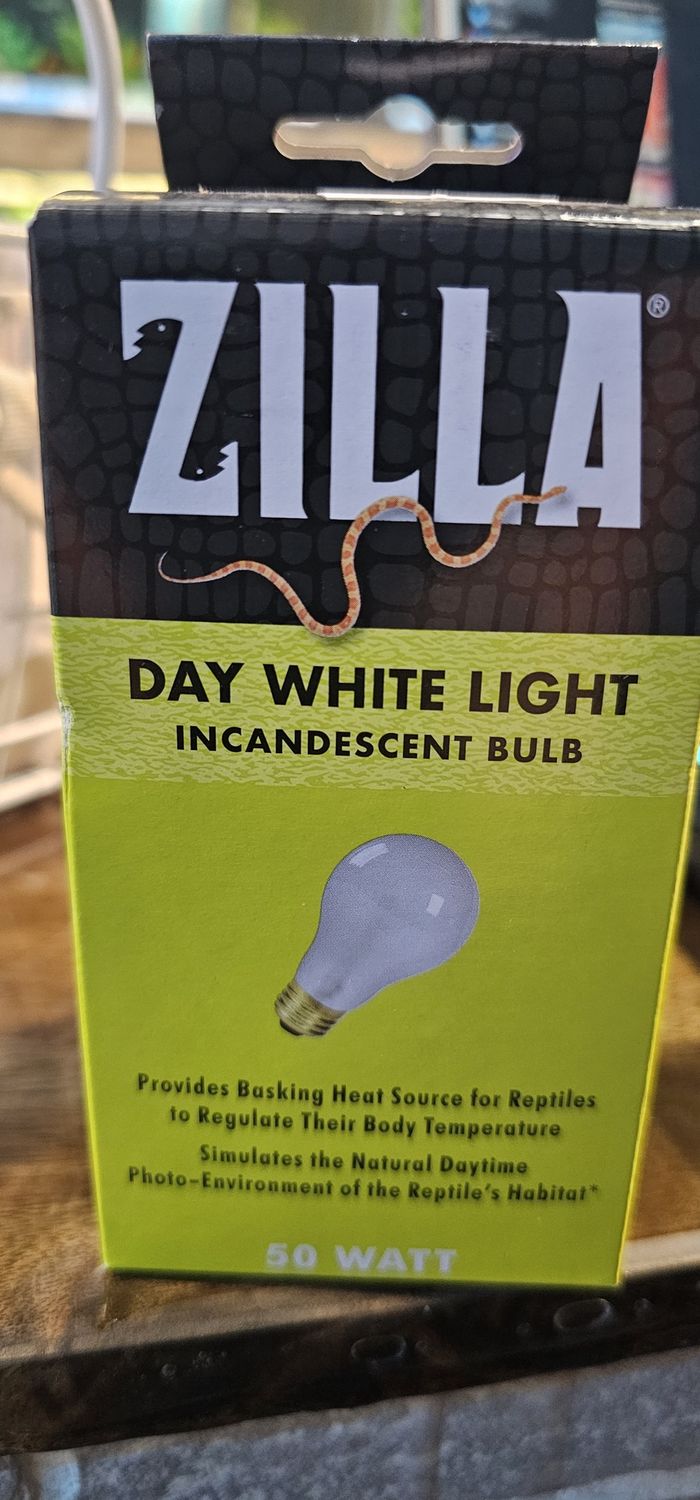 ZILLA®
DAY WHITE LIGHT
INCANDESCENT BULB
Provides Basking Heat Source for Reptiles
to Regulate Their Body Temperature
Simulates the Natural Daytime
Photo-Environment of the Reptile's Habitat*
50 WATT